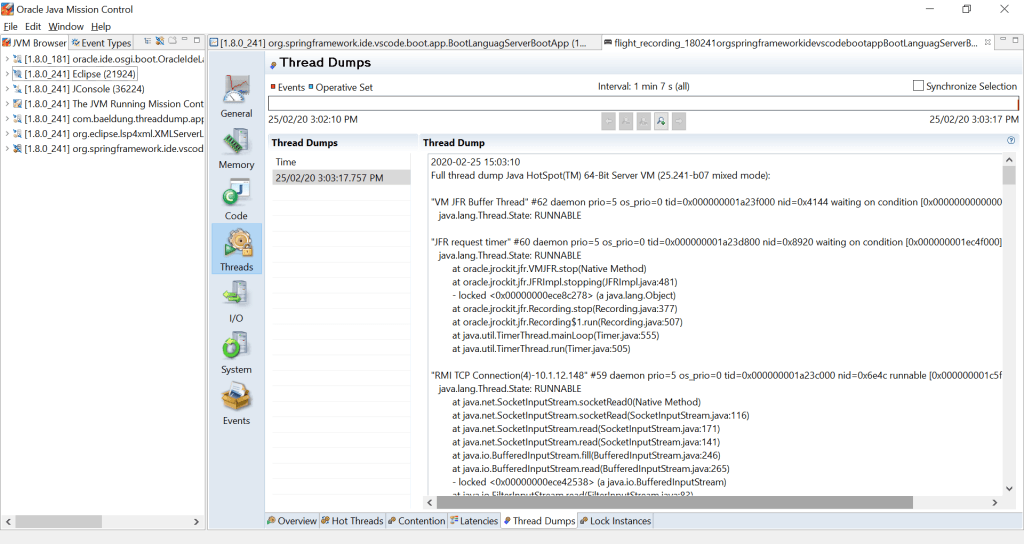 Oracle Java Mission Control
File Edit Window Help
JVM Browser
Event Types
[1.8.0_181] oracle.ide.osgi.boot.OracleIdeLa
[1.8.0_241] Eclipse (21924)
[1.8.0_241] JConsole (36224)
[1.8.0_241] The JVM Running Mission Cont
[1.8.0_241] com.baeldung.threaddump.app
[1.8.0_241] org.eclipse.lsp4xml.XMLServerL
[1.8.0_241] org.springframework.ide.vscod
[1.8.0_241] org.springframework.ide.vscode.boot.app.BootLanguagServerBootApp (1...
flight_recording_180241orgspringframeworkidevscodebootappBootLanguagServerB...
General
Memory
Code
Threads
I/O
System
Events
Thread Dumps
Events Operative Set
Interval: 1 min 7 s (all)
Synchronize Selection
25/02/20 3:02:10 PM
25/02/20 3:03:17 PM
Thread Dumps
Time
25/02/20 3:03:17.757 PM
Thread Dump
2020-02-25 15:03:10
Full thread dump Java HotSpot(TM) 64-Bit Server VM (25.241-b07 mixed mode):
"VM JFR Buffer Thread" #62 daemon prio=5 os_prio=0 tid=0x000000001a23f000 nid=0x4144 waiting on condition [0x0000000000000
java.lang.Thread.State: RUNNABLE
"JFR request timer" #60 daemon prio=5 os_prio=0 tid=0x000000001a23d800 nid=0x8920 waiting on condition [0x000000001ec4f000]
java.lang.Thread.State: RUNNABLE
at oracle.jrockit.jfr.VMJFR.stop(Native Method)
at oracle.jrockit.jfr.JFRImpl.stopping(JFRImpl.java:481)
- locked <0x00000000ece8c278> (a java.lang.Object)
at oracle.jrockit.jfr.Recording.stop(Recording.java:377)
at oracle.jrockit.jfr.Recording$1.run(Recording.java:507)
at java.util.TimerThread.mainLoop(Timer.java:555)
at java.util.TimerThread.run(Timer.java:505)
"RMI TCP Connection(4)-10.1.12.148" #59 daemon prio=5 os_prio=0 tid=0x000000001a23c000 nid=0x6e4c runnable [0x000000001c5f
java.lang.Thread.State: RUNNABLE
at java.net.SocketInputStream.socketRead0(Native Method)
at java.net.SocketInputStream.socketRead(SocketInputStream.java:116)
at java.net.SocketInputStream.read(SocketInputStream.java:171)
at java.net.SocketInputStream.read(SocketInputStream.java:141)
at java.io.BufferedInputStream.fill(BufferedInputStream.java:246)
at java.io.BufferedInputStream.read(BufferedInputStream.java:265)
- locked <0x00000000ece42538> (a java.io.BufferedInputStream)
at java.io.FilterInputStream.read(FilterInputStream.java:83)
Overview Hot Threads Contention Latencies Thread Dumps Lock Instances